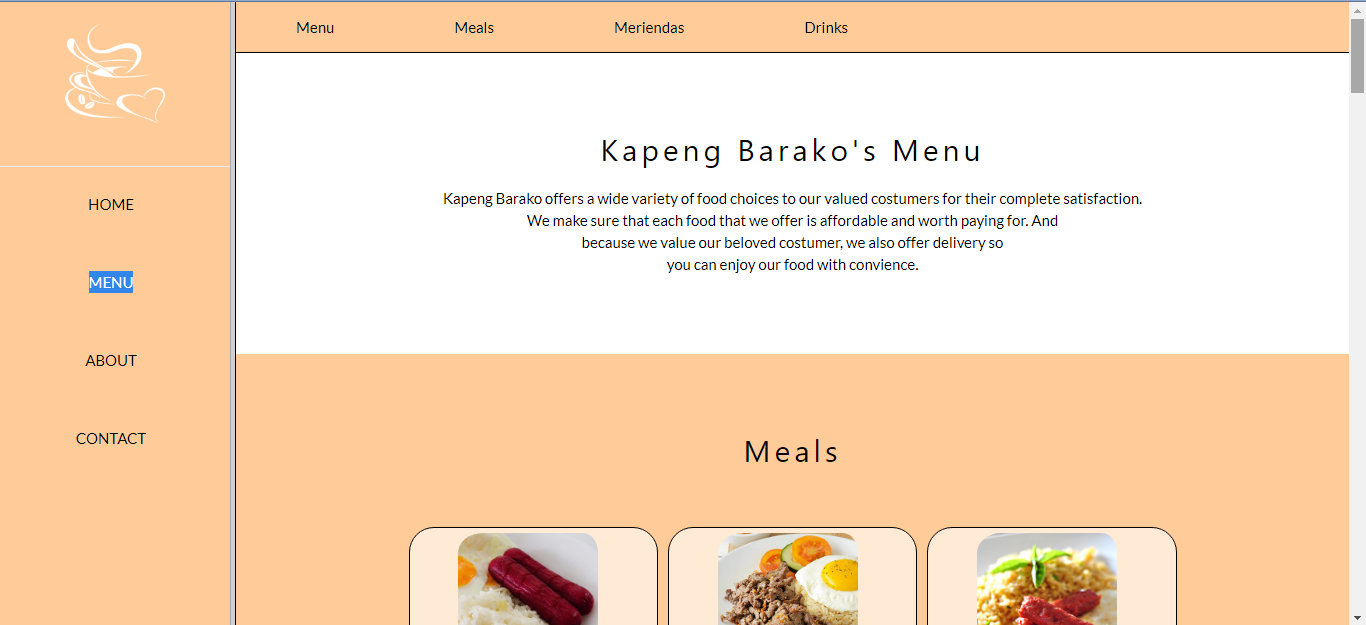 Menu
Meals
Meriendas
Drinks
HOME
MENU
ABOUT
CONTACT
Kapeng Barako's Menu
Kapeng Barako offers a wide variety of food choices to our valued costumers for their complete satisfaction.
We make sure that each food that we offer is affordable and worth paying for. And
because we value our beloved costumer, we also offer delivery so
you can enjoy our food with convience.
Meals